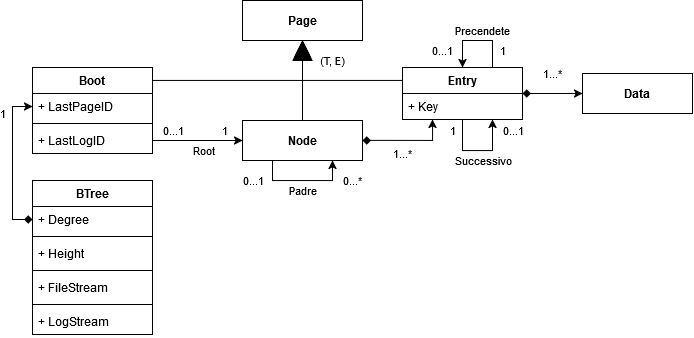 Page
Precendete
0...1
1
(T, E)
Boot
Entry
1...*
+ LastPageID
+ Key
Data
1
+ LastLogID
0...1
1
Root
Node
1...*
1
0...1
Successivo
0...1
Padre
0...*
BTree
+ Degree
+ Height
+ FileStream
+ LogStream